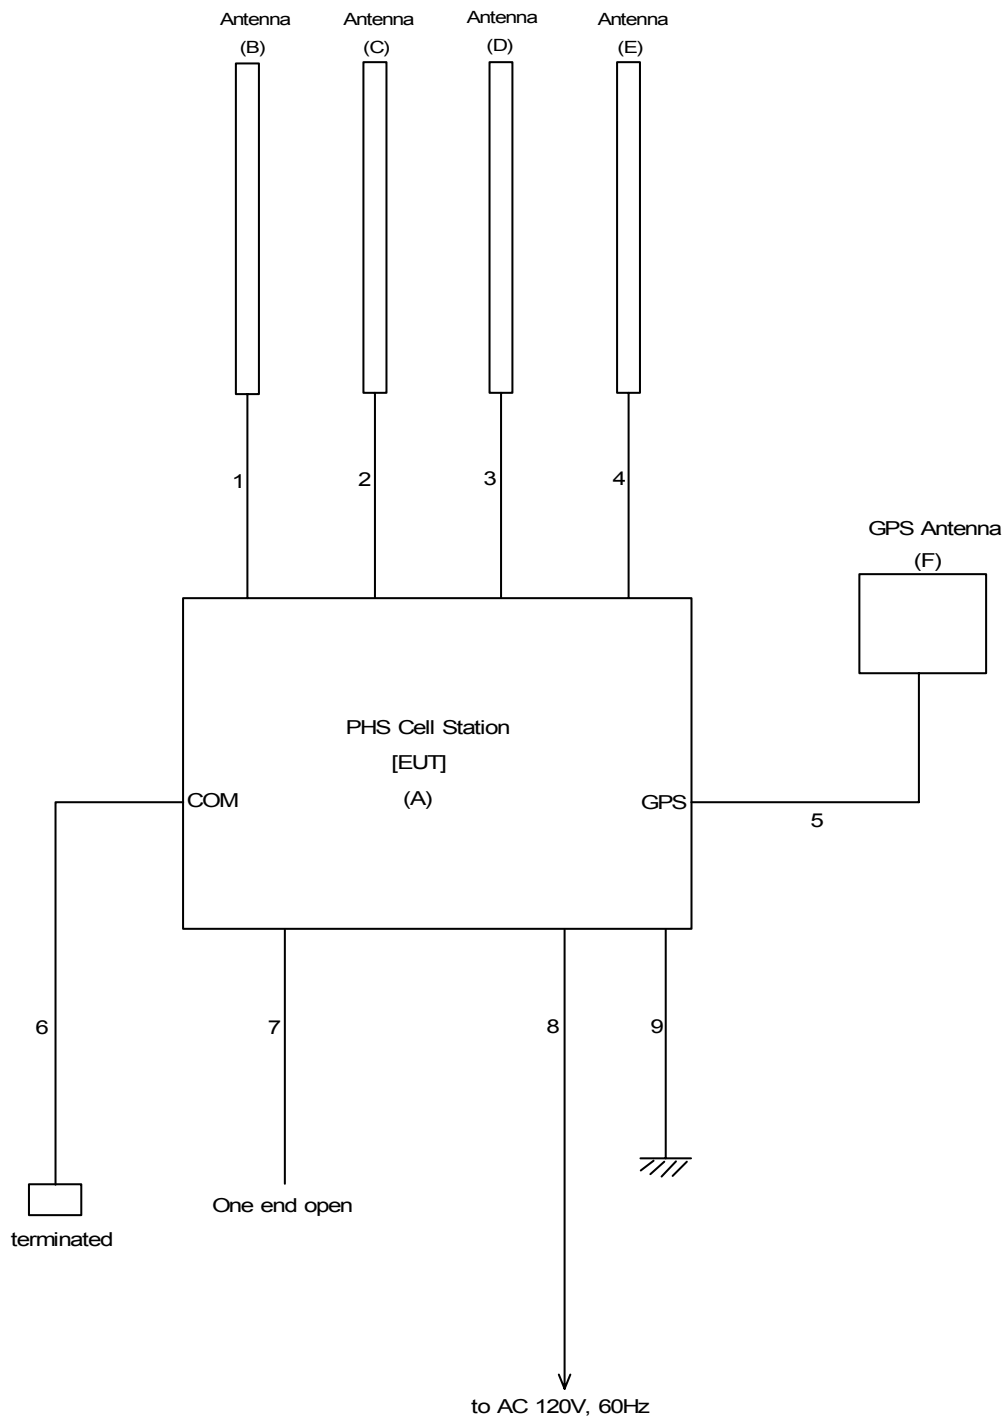 Antenna
(B)
Antenna
(C)
Antenna
(D)
Antenna
(E)
1
2
3
4
GPS Antenna
(F)
PHS Cell Station
[EUT]
(A)
COM
GPS
5
6
7
8
9
One end open
terminated
to AC 120V, 60Hz